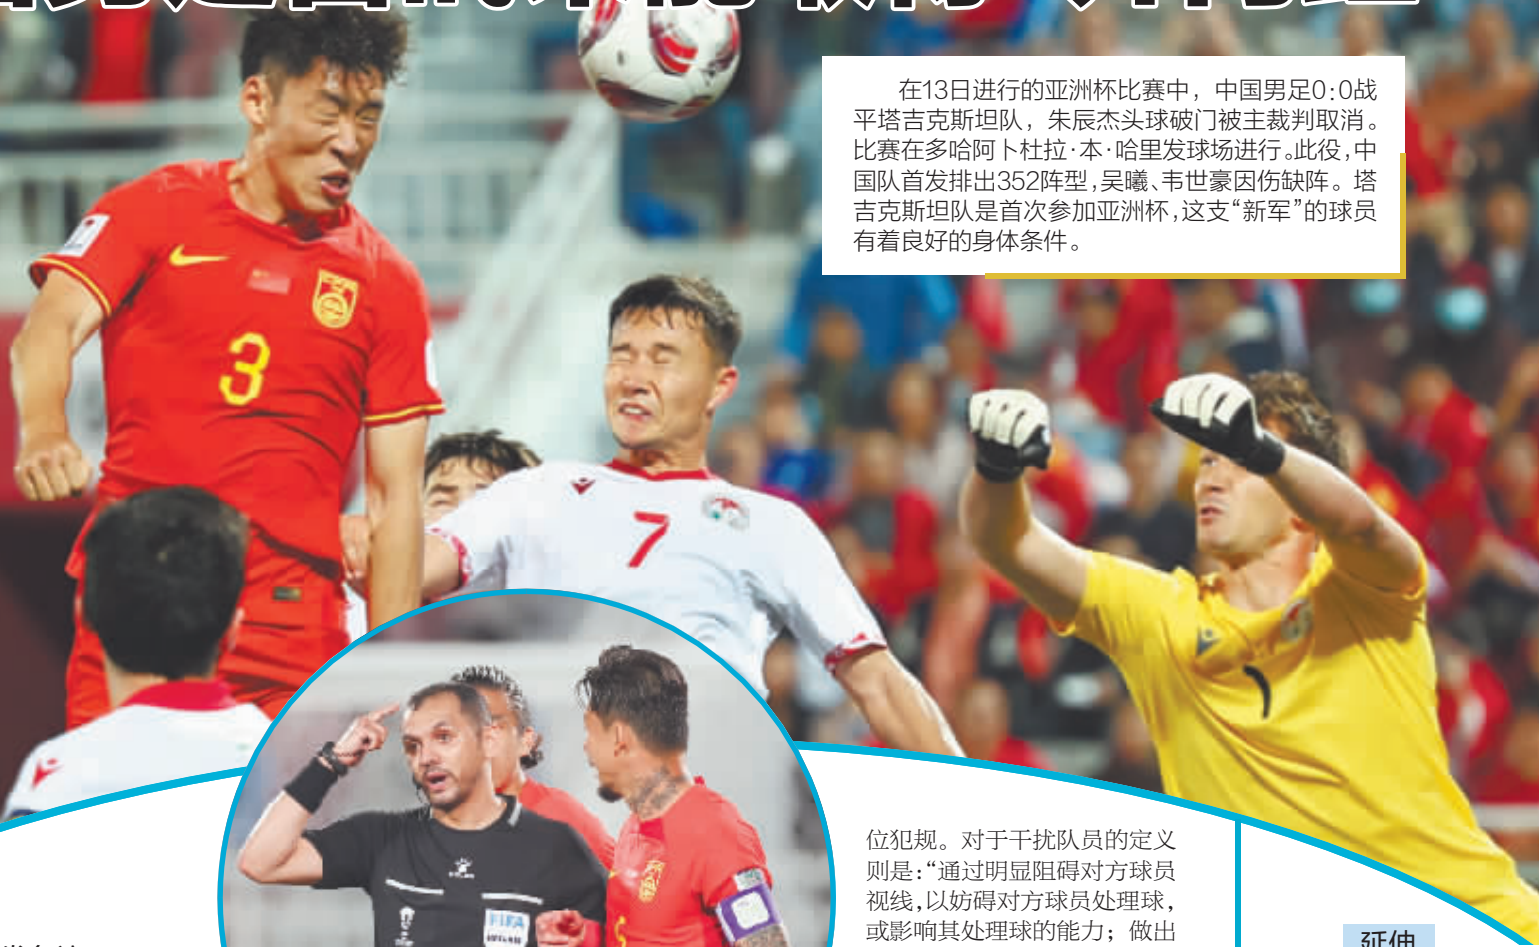 在13日进行的亚洲杯比赛中，中国男足0:0战
平塔吉克斯坦队，朱辰杰头球破门被主裁判取消。
比赛在多哈阿卜杜拉·本·哈里发球场进行。此役，中
国队首发排出352阵型，吴曦、韦世豪因伤缺阵。塔
吉克斯坦队是首次参加亚洲杯，这支“新军”的球员
有着良好的身体条件。
3
7
FIFA
5
位犯规。对于干扰队员的定义
则是：“通过明显阻碍对方球员
视线，以妨碍对方球员处理球，
或影响其处理球的能力；做出
延伸